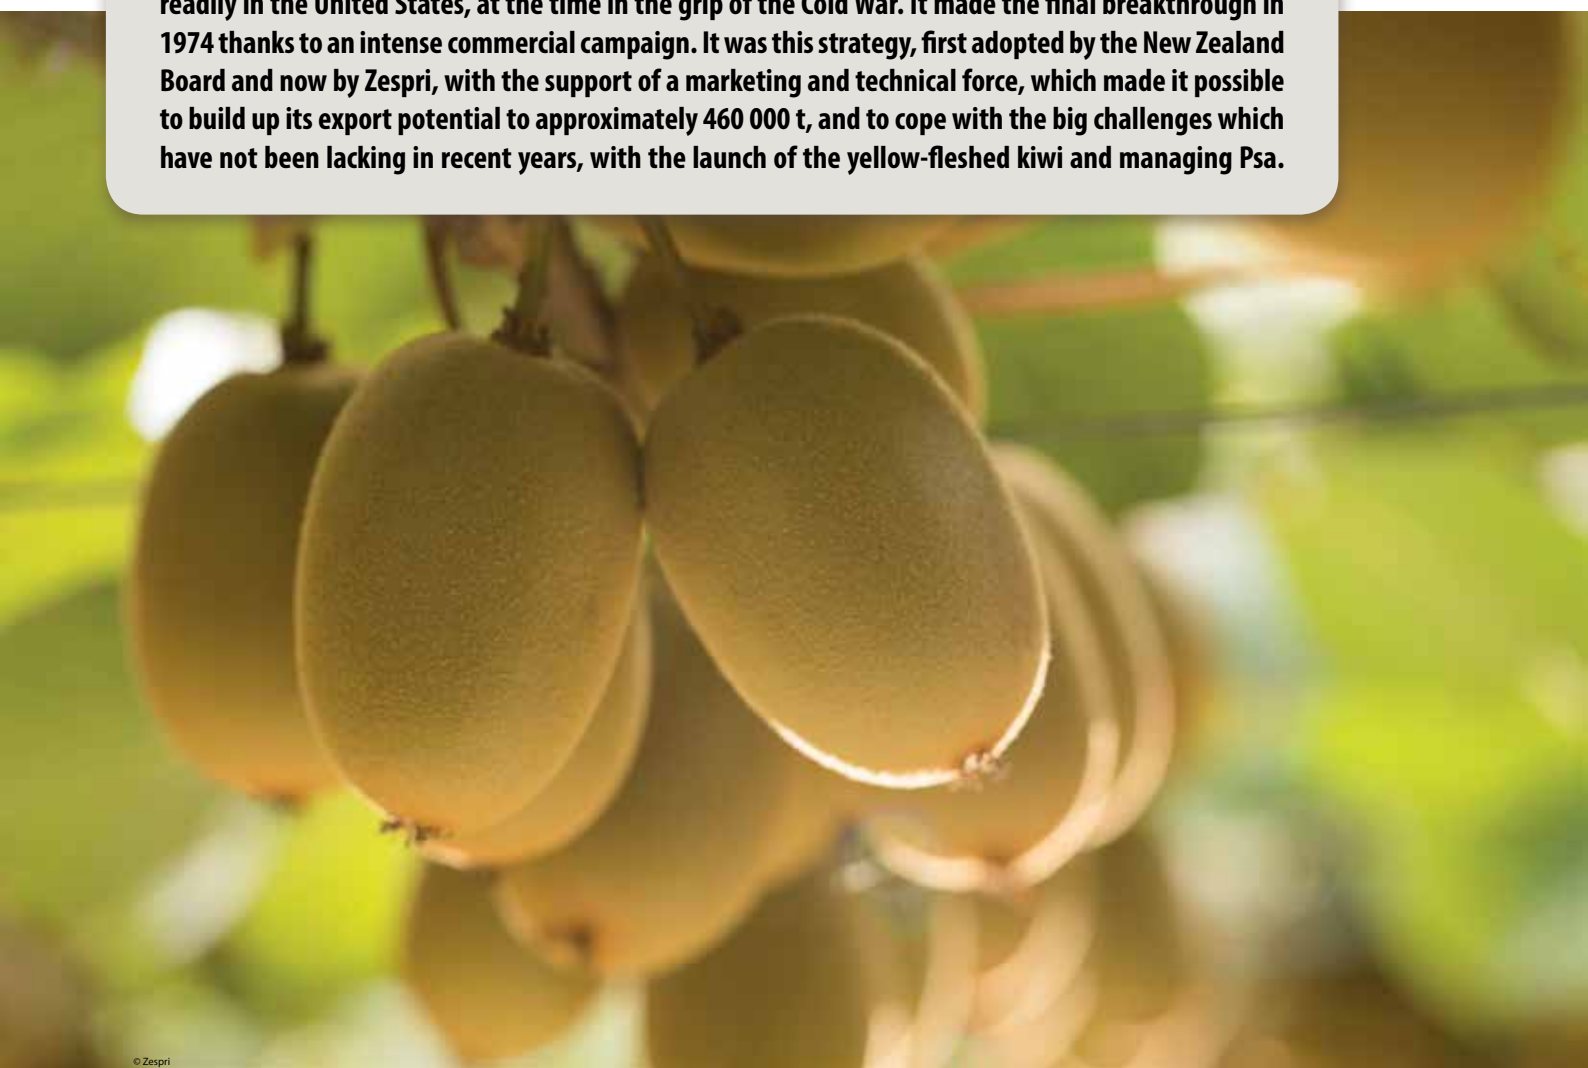 readily in the United States, at the time in the grip of the Cold War. It made the final breakthrough in
1974 thanks to an intense commercial campaign. It was this strategy, first adopted by the New Zealand
Board and now by Zespri, with the support of a marketing and technical force, which made it possible
to build up its export potential to approximately 460 000 t, and to cope with the big challenges which
have not been lacking in recent years, with the launch of the yellow-fleshed kiwi and managing Psa.
© Zespri